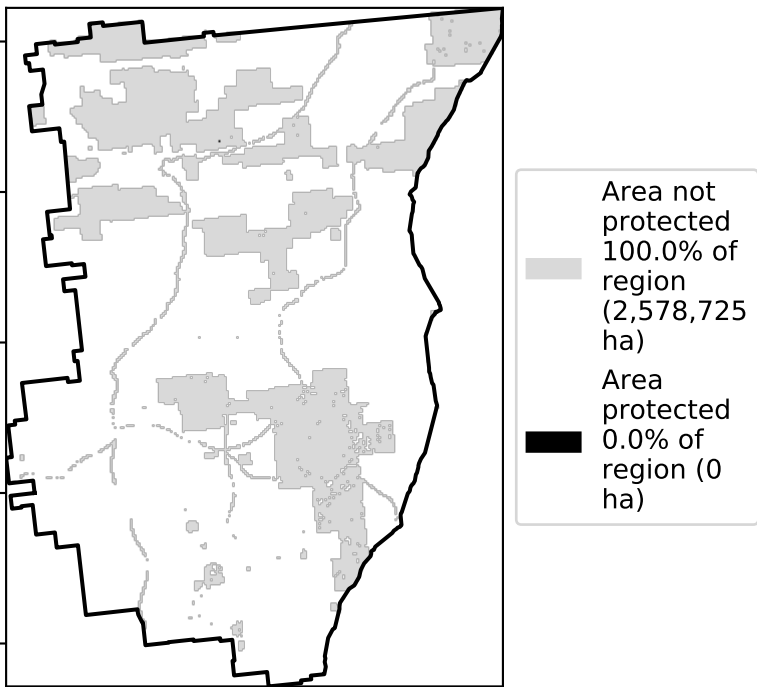 Area not
protected
100.0% of
region
(2,578,725
ha)
Area
protected
0.0% of
region (0
ha)